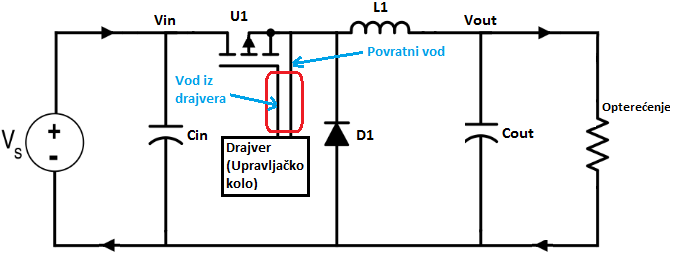 Vin
U1
L1
Vout
Povratni vod
Vod iz
drajvera
Opterećenje
+
-
Vs
Cin
Drajver
(Upravljačko
kolo)
D1
Cout